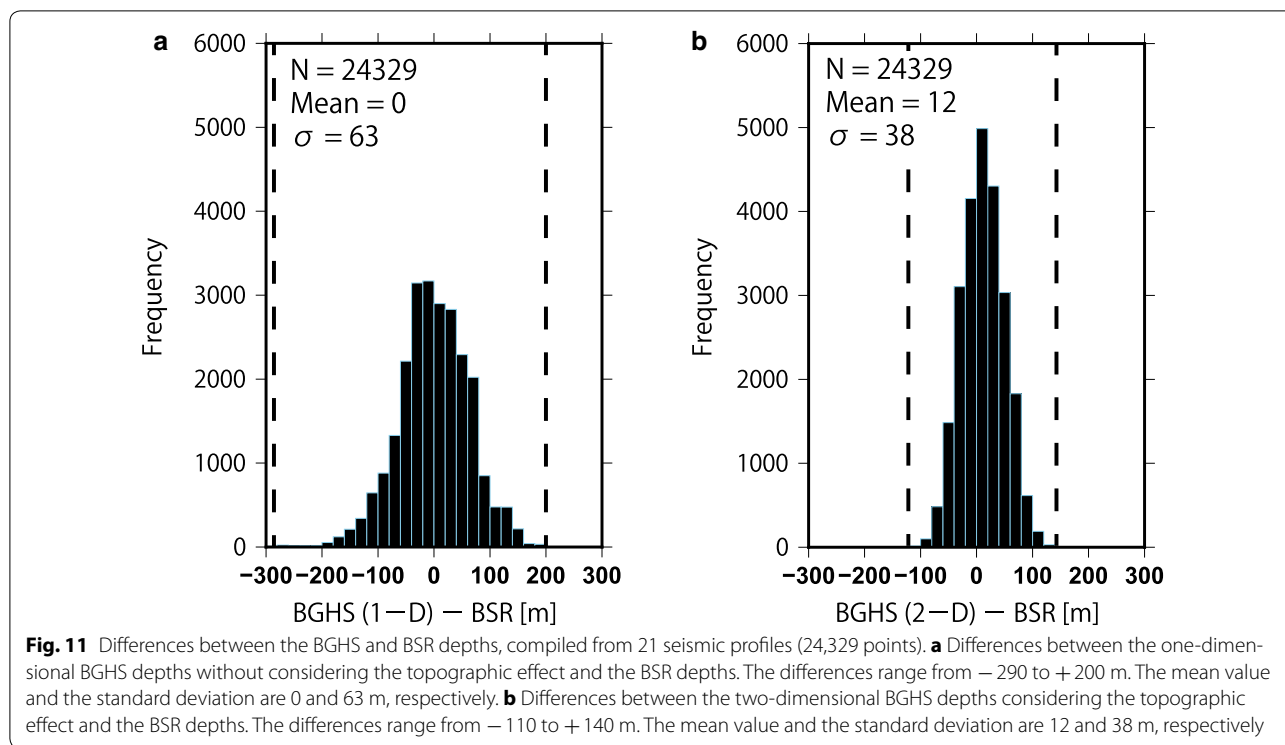 a
6000
5000
4000
3000
2000
1000
0
Frequency
N = 24329
Mean = 0
σ = 63
−300 −200 −100 0 100 200 300
BGHS (1−D) − BSR [m]
b
6000
5000
4000
3000
2000
1000
0
Frequency
N = 24329
Mean = 12
σ = 38
−300 −200 −100 0 100 200 300
BGHS (2−D) − BSR [m]
Fig. 11 Differences between the BGHS and BSR depths, compiled from 21 seismic profiles (24,329 points). a Differences between the one-dimen-
sional BGHS depths without considering the topographic effect and the BSR depths. The differences range from − 290 to + 200 m. The mean value
and the standard deviation are 0 and 63 m, respectively. b Differences between the two-dimensional BGHS depths considering the topographic
effect and the BSR depths. The differences range from − 110 to + 140 m. The mean value and the standard deviation are 12 and 38 m, respectively